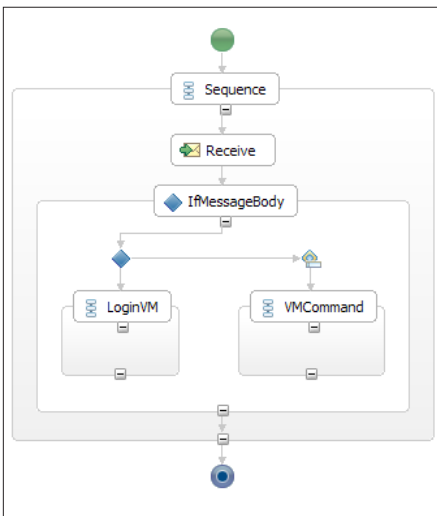 Sequence
Receive
IfMessageBody
LoginVM
VMCommand